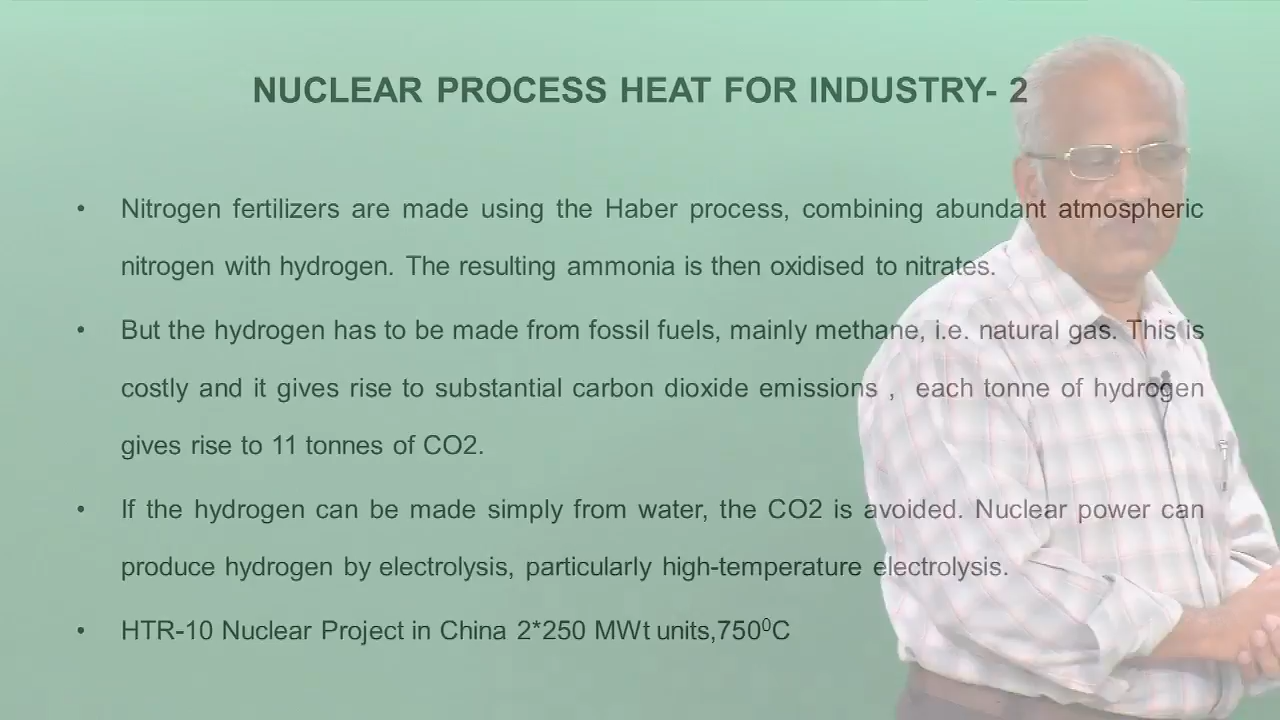 NUCLEAR PROCESS HEAT FOR INDUSTRY- 2
• Nitrogen fertilizers are made using the Haber process, combining abundant atmospheric
nitrogen with hydrogen. The resulting ammonia is then oxidised to nitrates.
• But the hydrogen has to be made from fossil fuels, mainly methane, i.e. natural gas. This is
costly and it gives rise to substantial carbon dioxide emissions , each tonne of hydrogen
gives rise to 11 tonnes of CO2.
• If the hydrogen can be made simply from water, the CO2 is avoided. Nuclear power can
produce hydrogen by electrolysis, particularly high-temperature electrolysis.
• HTR-10 Nuclear Project in China 2*250 MWt units,750⁰C